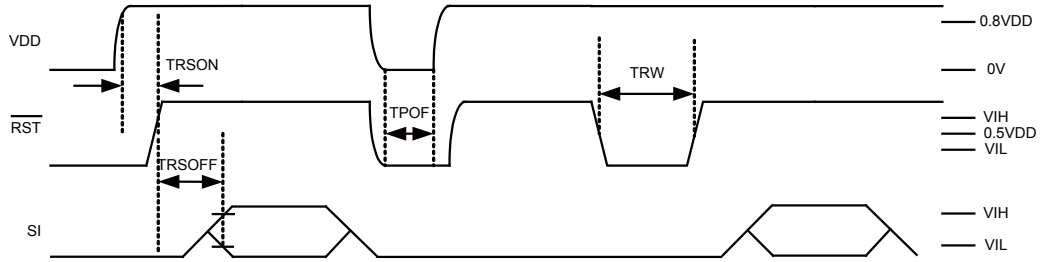 0.8VDD
VDD
TRSON
TRW
0V
TPOF
RST
VIH
0.5VDD
VIL
TRSOFF
VIH
SI
VIL